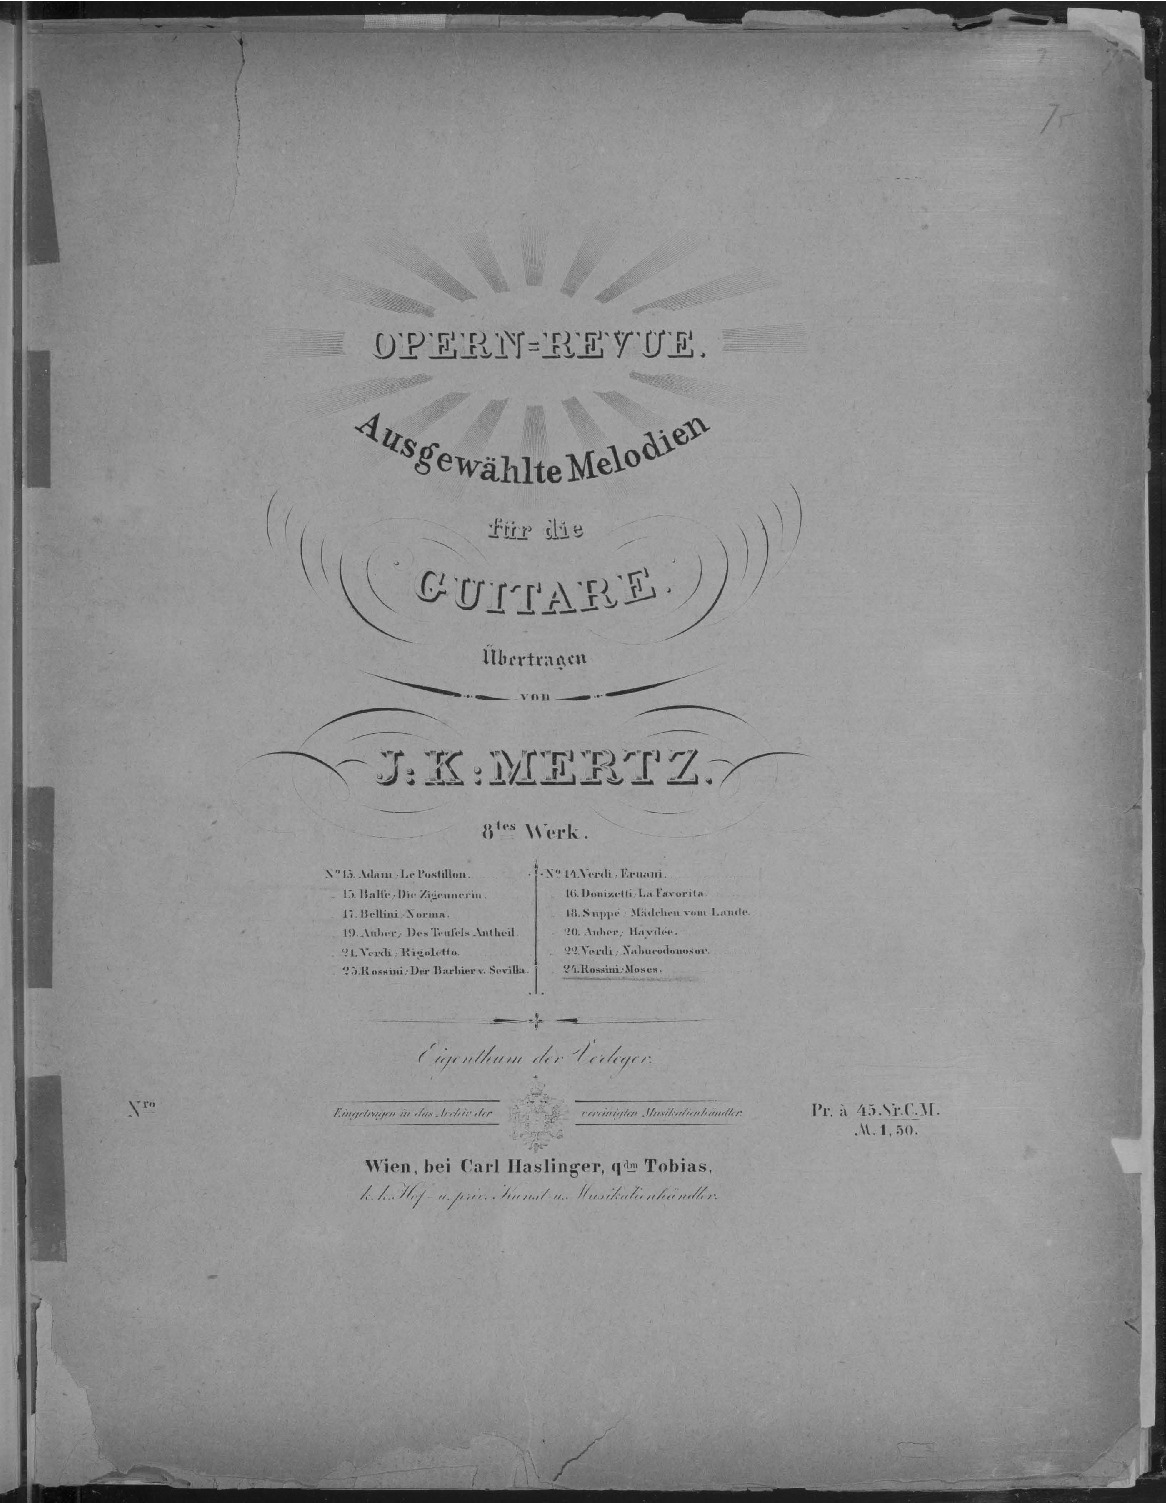 75
OPERN=REVUE.
Ausgewählte Melodien
für die
GUITARE.
Übertragen
von
J: K: MERTZ.
8tes Werk.
No 13. Adam, Le Postillon.
15. Balfe, Die Zigeunerin.
17. Bellini, Norma.
19. Auber, Des Teufels Antheil.
21. Verdi, Rigoletto.
23. Rossini, Der Barbier v. Sevilla.
No 14. Verdi, Ernani.
16. Donizetti, La Favorita.
18. Suppé, Mädchen vom Lande.
20. Auber, Haydée.
22. Verdi, Nabucodonosor.
24. Rossini, Moses.
Eigenthum der Verleger.
Nro
Eingetragen in das Archiv der vereinigten Musikalienhändler.
Pr. à 45.Xr.C.M.
M. 1, 50.
Wien, bei Carl Haslinger, qdm Tobias,
k. k. Hof- u. priv. Kunst- u. Musikalienhändler.